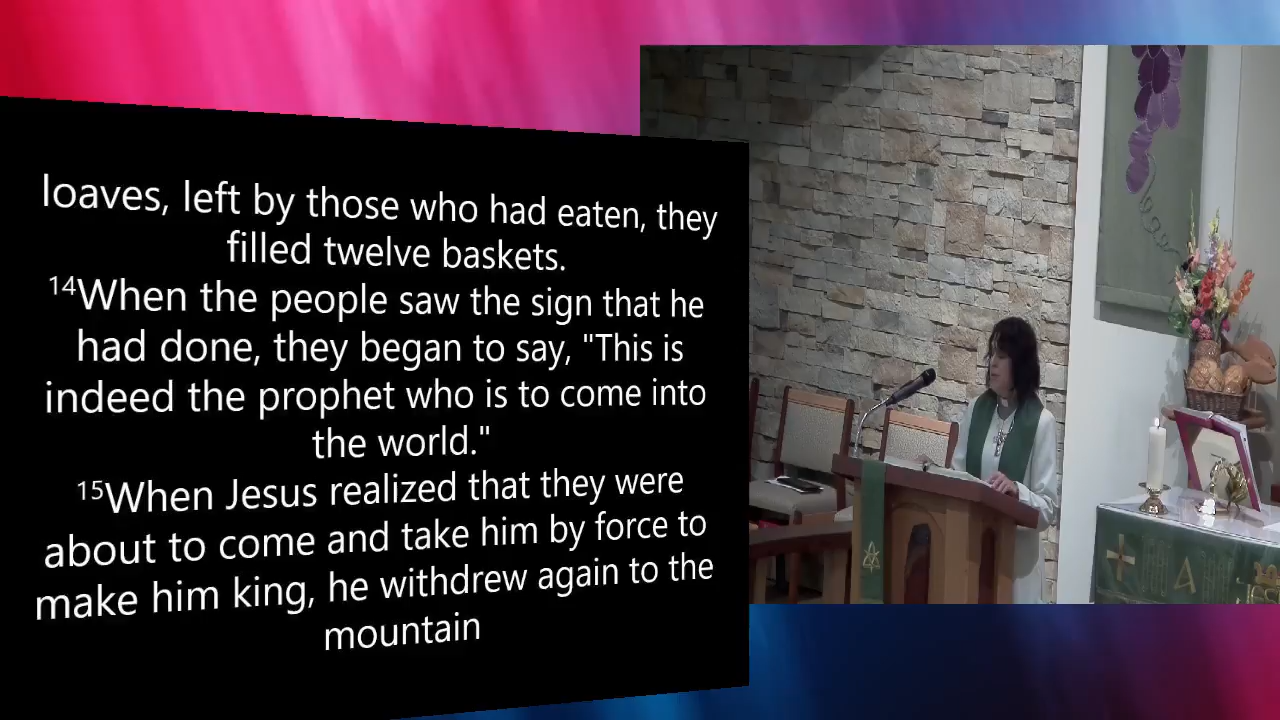 loaves, left by those who had eaten, they
filled twelve baskets.
14When the people saw the sign that he
had done, they began to say, "This is
indeed the prophet who is to come into
the world."
15When Jesus realized that they were
about to come and take him by force to
make him king, he withdrew again to the
mountain